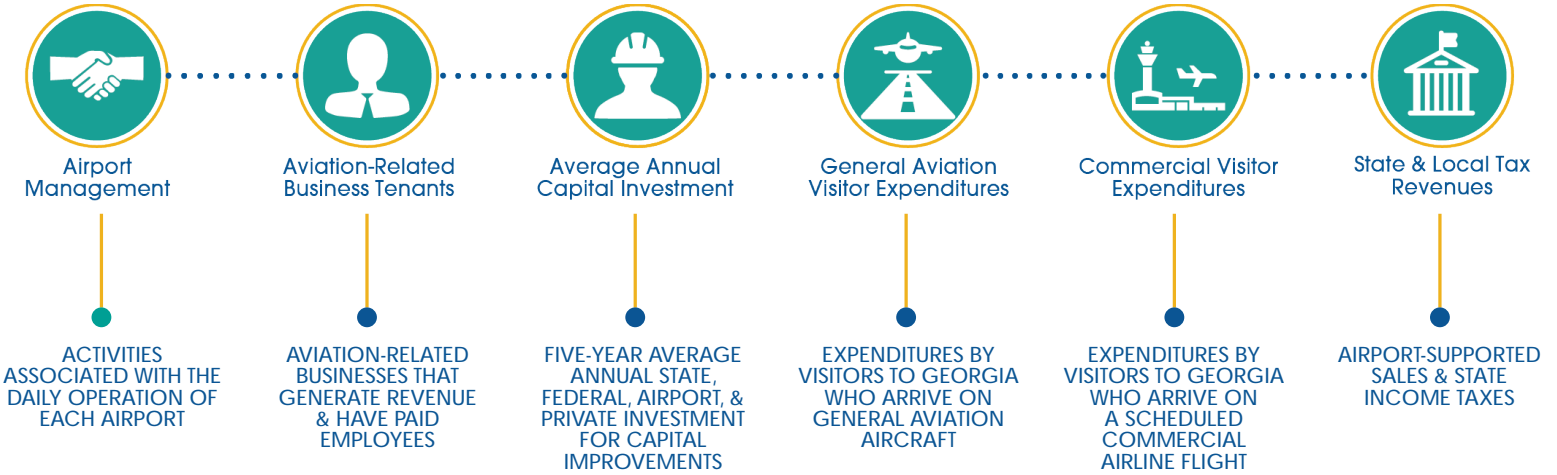 Airport
Management
Aviation-Related
Business Tenants
Average Annual
Capital Investment
General Aviation
Visitor Expenditures
Commercial Visitor
Expenditures
State & Local Tax
Revenues
ACTIVITIES
ASSOCIATED WITH THE
DAILY OPERATION OF
EACH AIRPORT
AVIATION-RELATED
BUSINESSES THAT
GENERATE REVENUE
& HAVE PAID
EMPLOYEES
FIVE-YEAR AVERAGE
ANNUAL STATE,
FEDERAL, AIRPORT, &
PRIVATE INVESTMENT
FOR CAPITAL
IMPROVEMENTS
EXPENDITURES BY
VISITORS TO GEORGIA
WHO ARRIVE ON
GENERAL AVIATION
AIRCRAFT
EXPENDITURES BY
VISITORS TO GEORGIA
WHO ARRIVE ON
A SCHEDULED
COMMERCIAL
AIRLINE FLIGHT
AIRPORT-SUPPORTED
SALES & STATE
INCOME TAXES